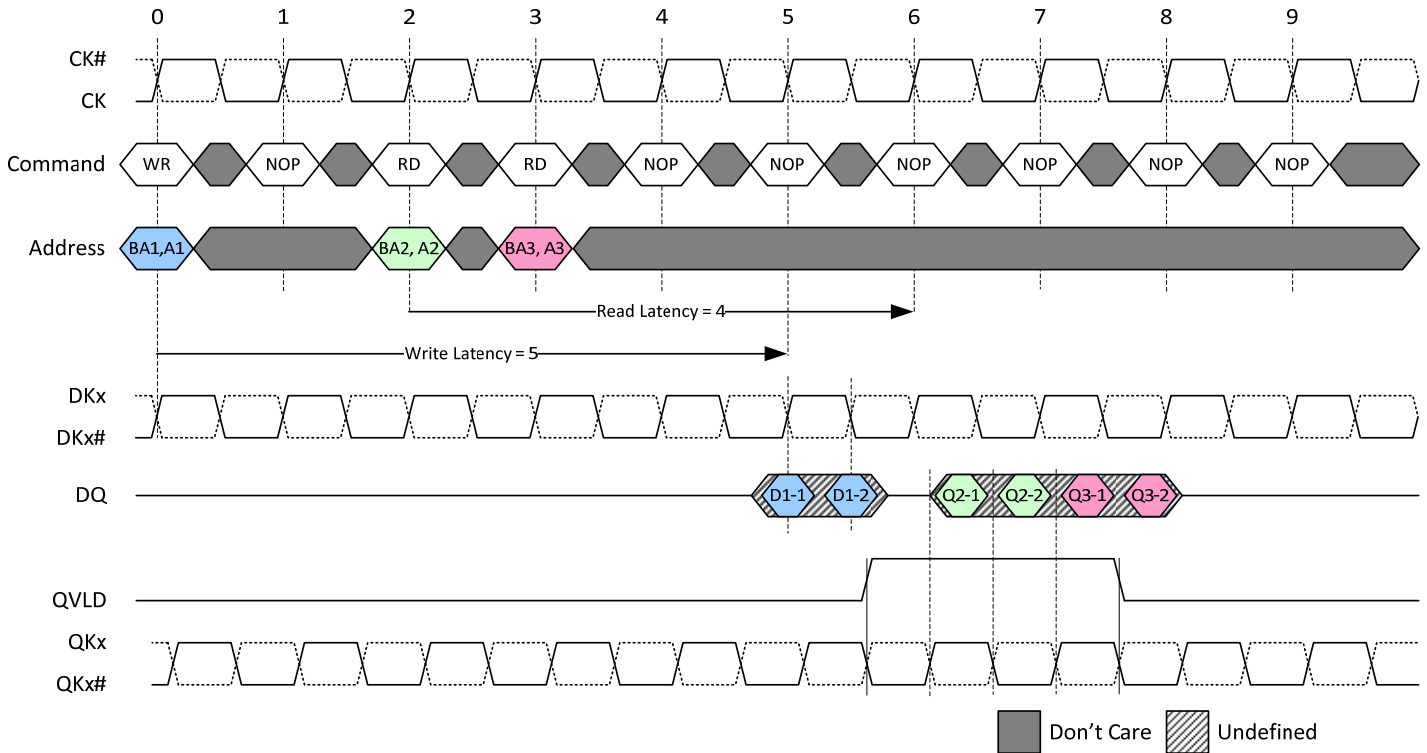 0 1 2 3 4 5 6 7 8 9
CK#
CK
Command WR NOP RD RD NOP NOP NOP NOP NOP NOP
Address BA1,A1 BA2, A2 BA3, A3
Read Latency = 4
Write Latency = 5
DKx
DKx#
DQ D1-1 D1-2 Q2-1 Q2-2 Q3-1 Q3-2
QVLD
QKx
QKx#
Don't Care Undefined